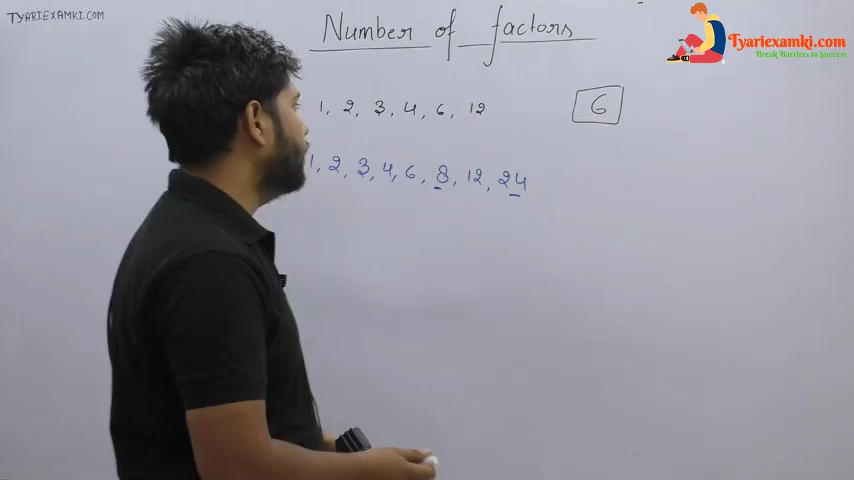 TYARIEXAMKI.COM
Number of factors
Tyariexamki.com
Break Barriers to Success
1, 2, 3, 4, 6, 12
6
1, 2, 3, 4, 6, 8, 12, 24